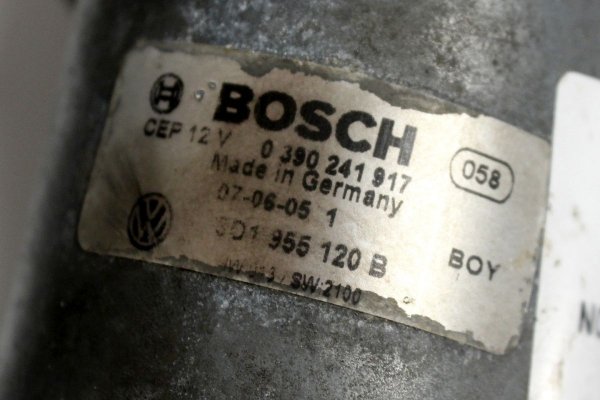 BOSCH
CEP 12 V 0 390 241 917
Made in Germany
058
07-06-05 1
3D1 955 120 B
BOY
SW-2100